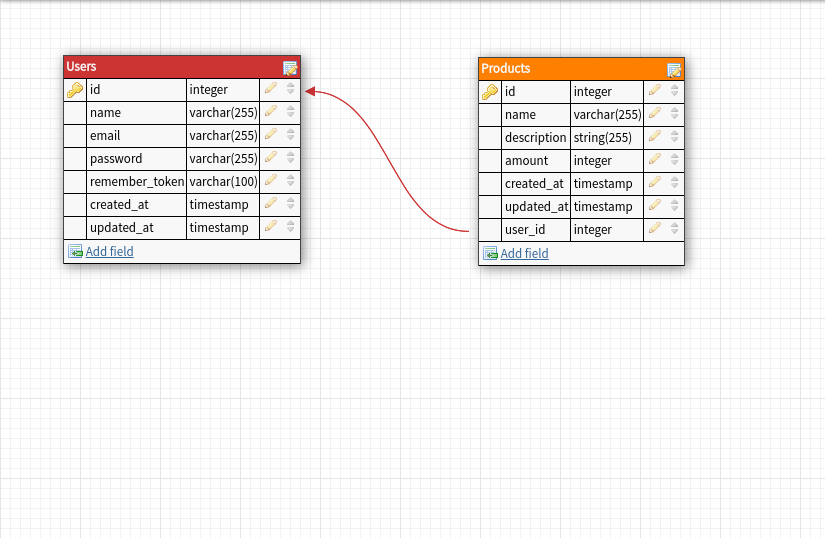 Users
id integer
name varchar(255)
email varchar(255)
password varchar(255)
remember_token varchar(100)
created_at timestamp
updated_at timestamp
Add field
Products
id integer
name varchar(255)
description string(255)
amount integer
created_at timestamp
updated_at timestamp
user_id integer
Add field